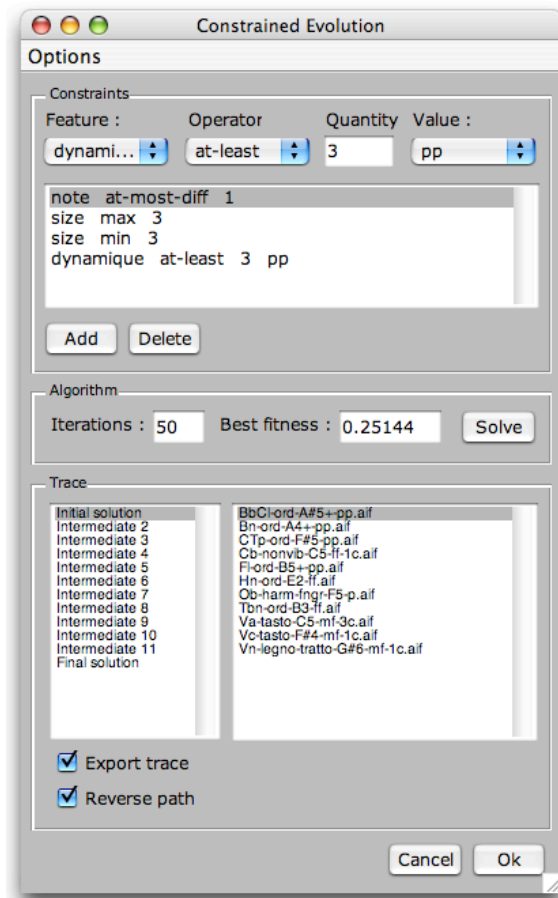 Constrained Evolution
Options
Constraints
Feature : Operator Quantity Value :
dynami... at-least 3 pp
note at-most-diff 1
size max 3
size min 3
dynamique at-least 3 pp
Add Delete
Algorithm
Iterations : 50 Best fitness : 0.25144 Solve
Trace
Initial solution
Intermediate 2
Intermediate 3
Intermediate 4
Intermediate 5
Intermediate 6
Intermediate 7
Intermediate 8
Intermediate 9
Intermediate 10
Intermediate 11
Final solution
BbCl-ord-A#5+-pp.aif
Bn-ord-A4+-pp.aif
CTp-ord-F#5-pp.aif
Cb-nonvib-C5-ff-1c.aif
Fl-ord-B5+-pp.aif
Hn-ord-E2-ff.aif
Ob-harm-fngr-F5-p.aif
Tbn-ord-B3-ff.aif
Va-tasto-C5-mf-3c.aif
Vc-tasto-F#4-mf-1c.aif
Vn-legno-tratto-G#6-mf-1c.aif
Export trace
Reverse path
Cancel Ok